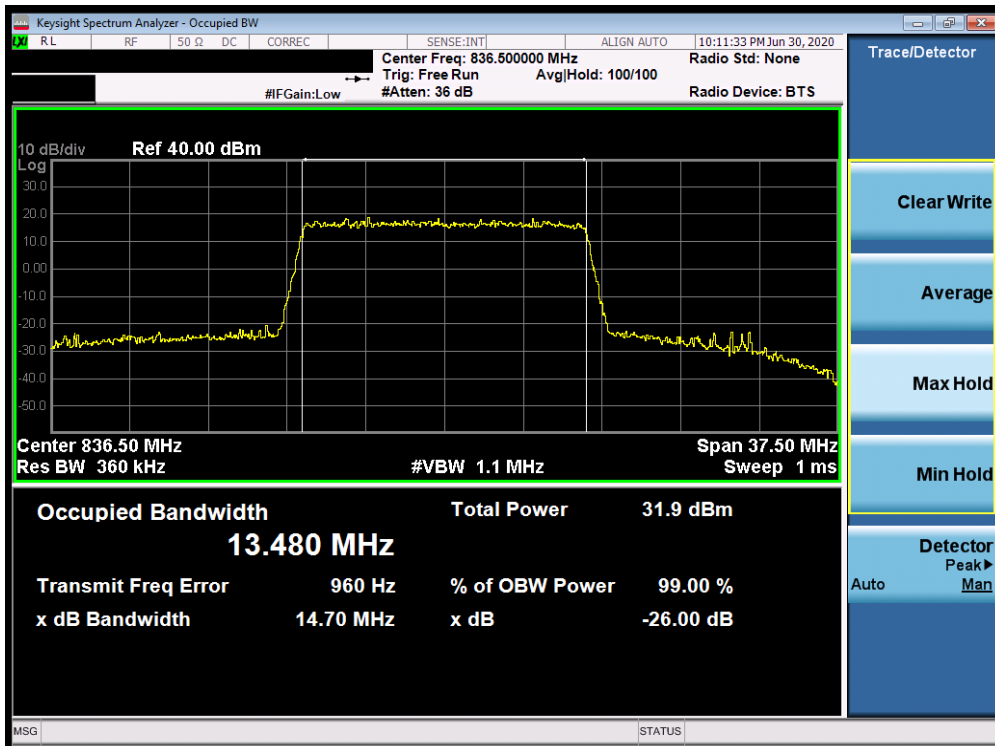 Keysight Spectrum Analyzer - Occupied BW
LXI RL RF 50 Ω DC CORREC SENSE:INT ALIGN AUTO 10:11:33 PM Jun 30, 2020
Center Freq: 836.500000 MHz Radio Std: None
Trig: Free Run Avg|Hold: 100/100
#IFGain:Low #Atten: 36 dB Radio Device: BTS
10 dB/div Ref 40.00 dBm
Log
30.0
20.0
10.0
0.00
-10.0
-20.0
-30.0
-40.0
-50.0
Center 836.50 MHz Span 37.50 MHz
Res BW 360 kHz #VBW 1.1 MHz Sweep 1 ms
Occupied Bandwidth Total Power 31.9 dBm
13.480 MHz
Transmit Freq Error 960 Hz % of OBW Power 99.00 %
x dB Bandwidth 14.70 MHz x dB -26.00 dB
MSG STATUS
Trace/Detector
Clear Write
Average
Max Hold
Min Hold
Detector
Peak▶
Auto Man